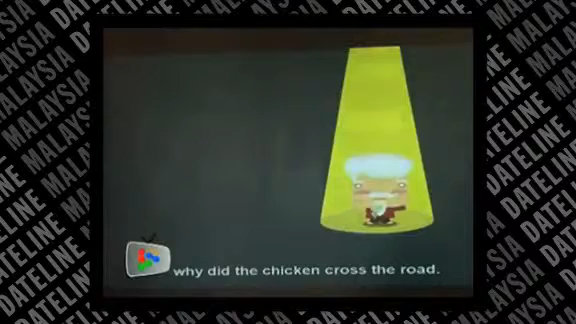 why did the chicken cross the road.
DATELINE MALAYSIA